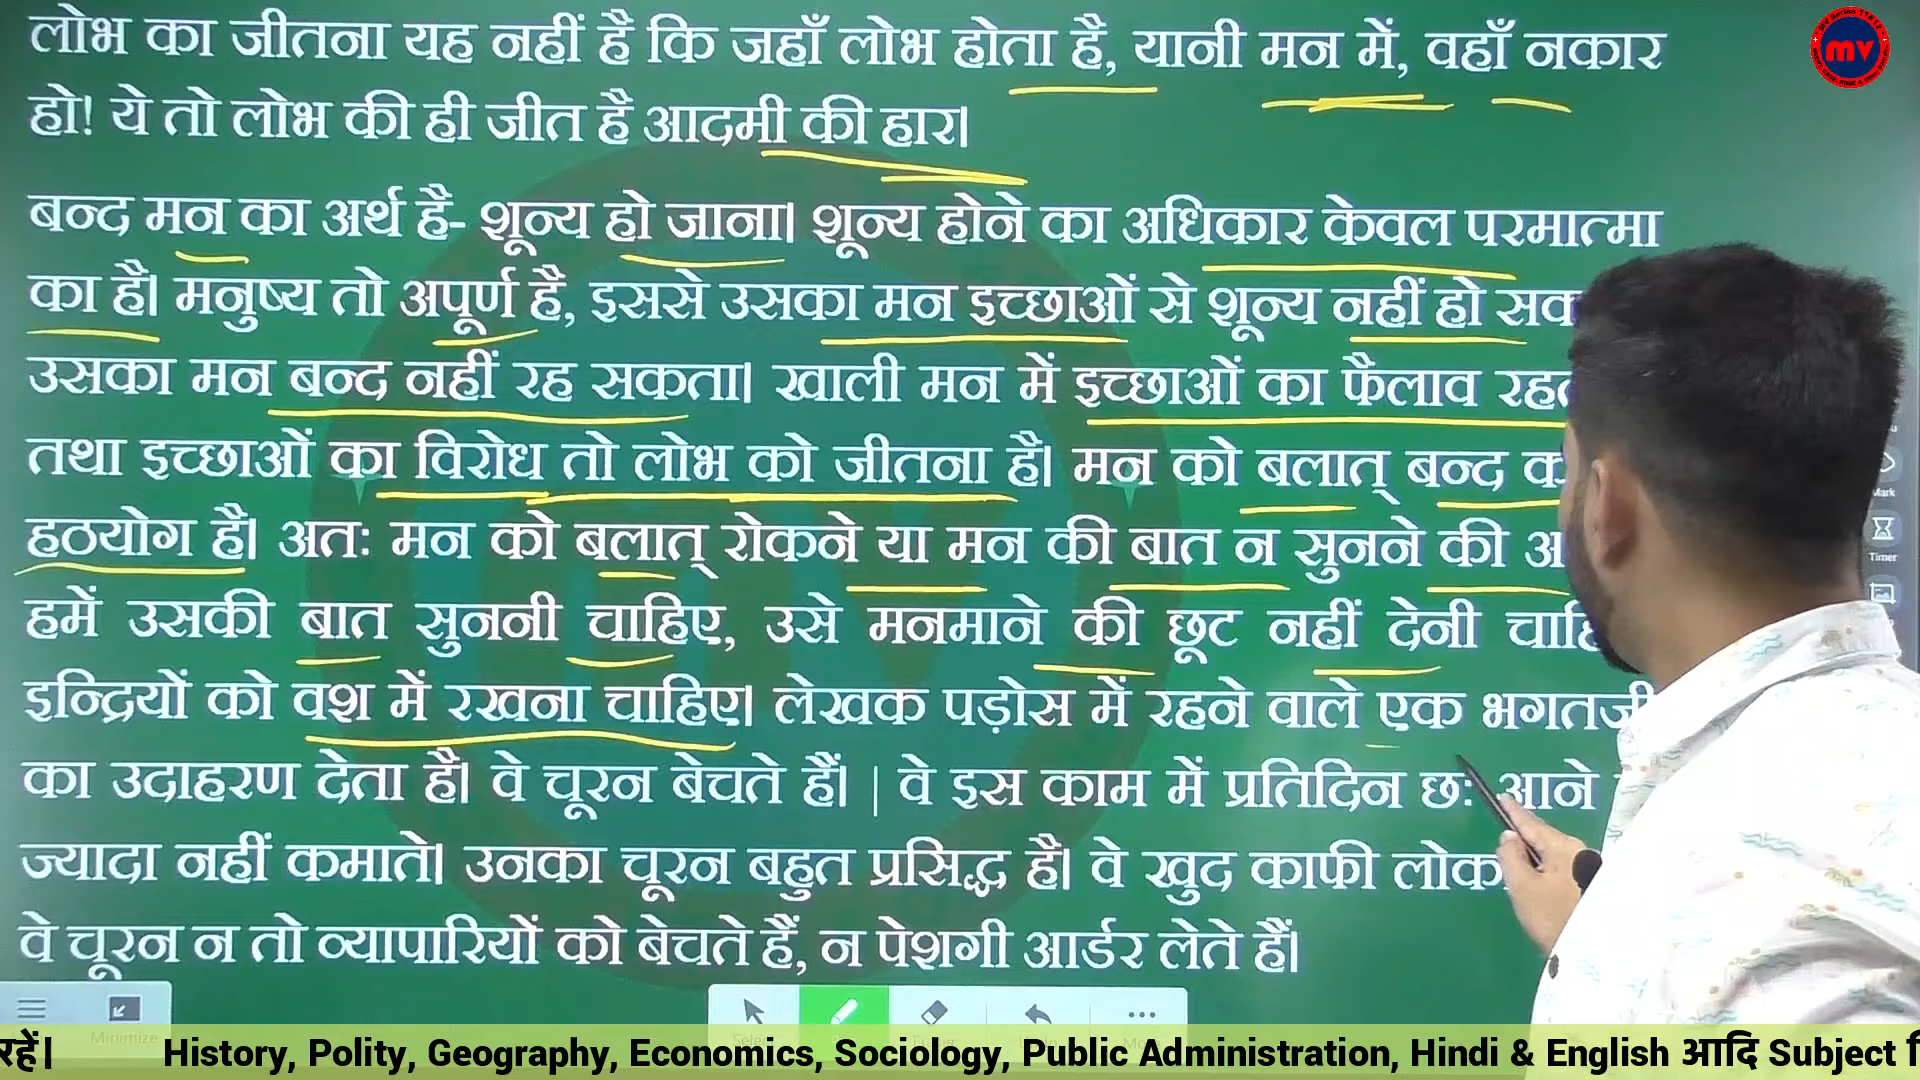 लोभ का जीतना यह नहीं है कि जहाँ लोभ होता है, यानी मन में, वहाँ नकार
हो! ये तो लोभ की ही जीत है आदमी की हार।
बन्द मन का अर्थ है- शून्य हो जाना। शून्य होने का अधिकार केवल परमात्मा
का है। मनुष्य तो अपूर्ण है, इससे उसका मन इच्छाओं से शून्य नहीं हो
उसका मन बन्द नहीं रह सकता। खाली मन में इच्छाओं का फैलाव
तथा इच्छाओं का विरोध तो लोभ को जीतना है। मन को बलात् बन्द
हठयोग है। अतः मन को बलात् रोकने या मन की बात न सुनने की
हमें उसकी बात सुननी चाहिए, उसे मनमाने की छूट नहीं देनी
इन्द्रियों को वश में रखना चाहिए। लेखक पड़ोस में रहने वाले एक भगतजी
का उदाहरण देता है। वे चूरन बेचते हैं। | वे इस काम में प्रतिदिन छः आने
ज्यादा नहीं कमाते। उनका चूरन बहुत प्रसिद्ध है। वे खुद काफी
वे चूरन न तो व्यापारियों को बेचते हैं, न पेशगी आर्डर लेते हैं।
mv
Mark
Timer
Minimize
रहें। History, Polity, Geography, Economics, Sociology, Public Administration, Hindi & English आदि Subject